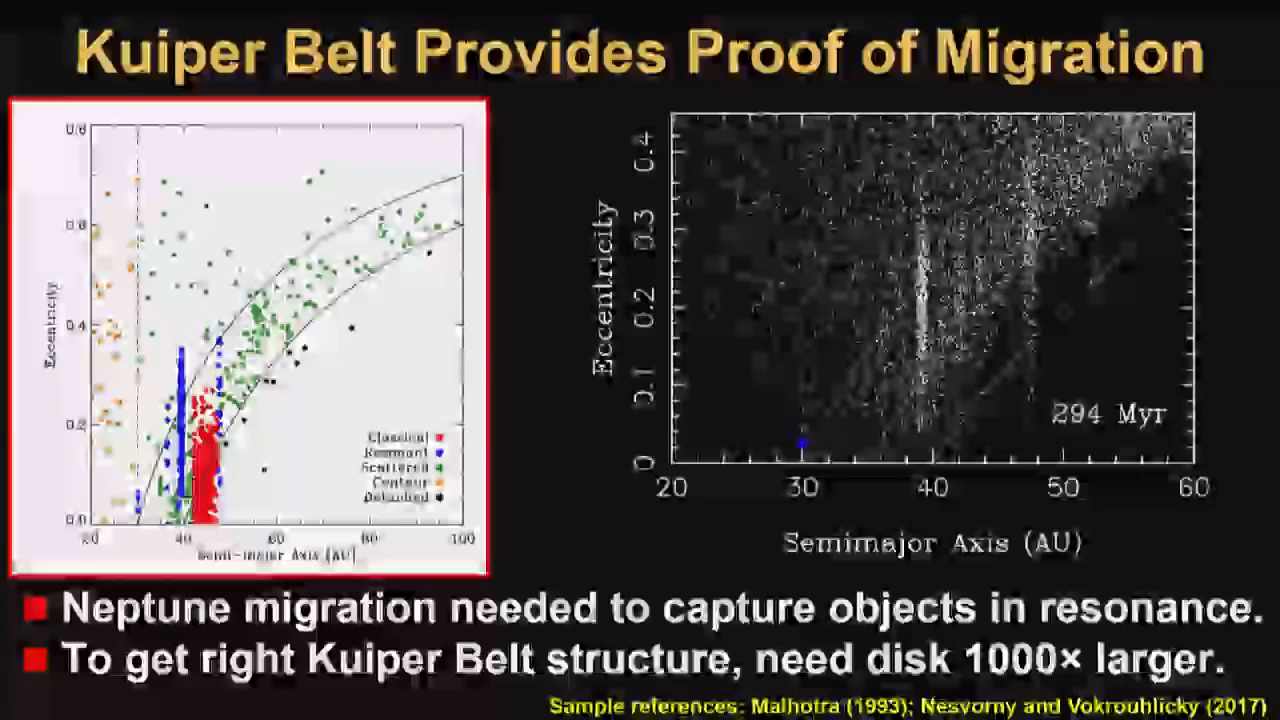 Kuiper Belt Provides Proof of Migration
0.8
0.6
0.4
0.2
0.0
Eccentricity
20 40 60 80 100
Semi-major Axis [AU]
Classical
Resonant
Scattered
Centaur
Detached
0.4
0.3
0.2
0.1
0
Eccentricity
294 Myr
20 30 40 50 60
Semimajor Axis (AU)
Neptune migration needed to capture objects in resonance.
To get right Kuiper Belt structure, need disk 1000× larger.
Sample references: Malhotra (1993); Nesvorny and Vokrouhlicky (2017)